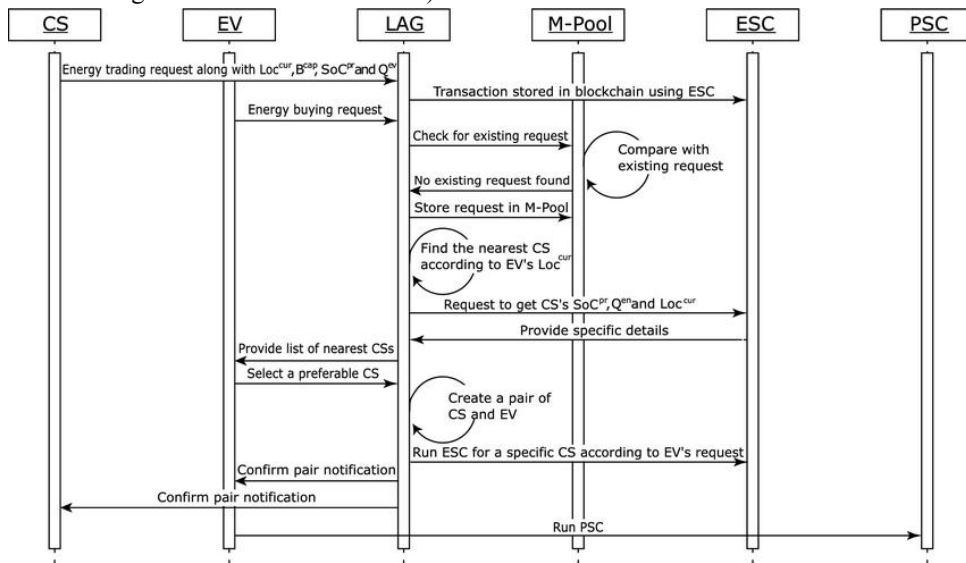 CS EV LAG M-Pool ESC PSC
Energy trading request along with Loc^cur, B^cap, SoC^pr and Q^ev
Transaction stored in blockchain using ESC
Energy buying request
Check for existing request
Compare with
existing request
No existing request found
Store request in M-Pool
Find the nearest CS
according to EV's Loc^cur
Request to get CS's SoC^pr, Q^en and Loc^cur
Provide specific details
Provide list of nearest CSs
Select a preferable CS
Create a pair of
CS and EV
Run ESC for a specific CS according to EV's request
Confirm pair notification
Confirm pair notification
Run PSC